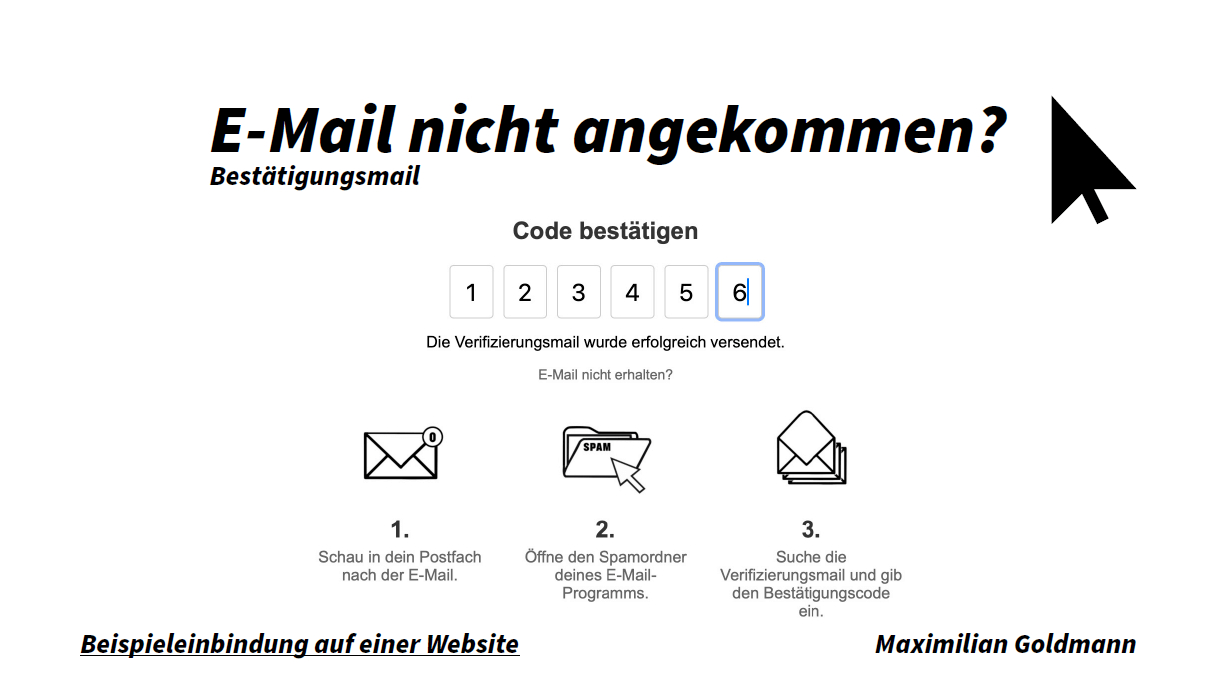 E-Mail nicht angekommen?
Bestätigungsmail
Code bestätigen
1 2 3 4 5 6
Die Verifizierungsmail wurde erfolgreich versendet.
E-Mail nicht erhalten?
0
SPAM
1.
Schau in dein Postfach
nach der E-Mail.
2.
Öffne den Spamordner
deines E-Mail-
Programms.
3.
Suche die
Verifizierungsmail und gib
den Bestätigungscode
ein.
Beispieleinbindung auf einer Website
Maximilian Goldmann